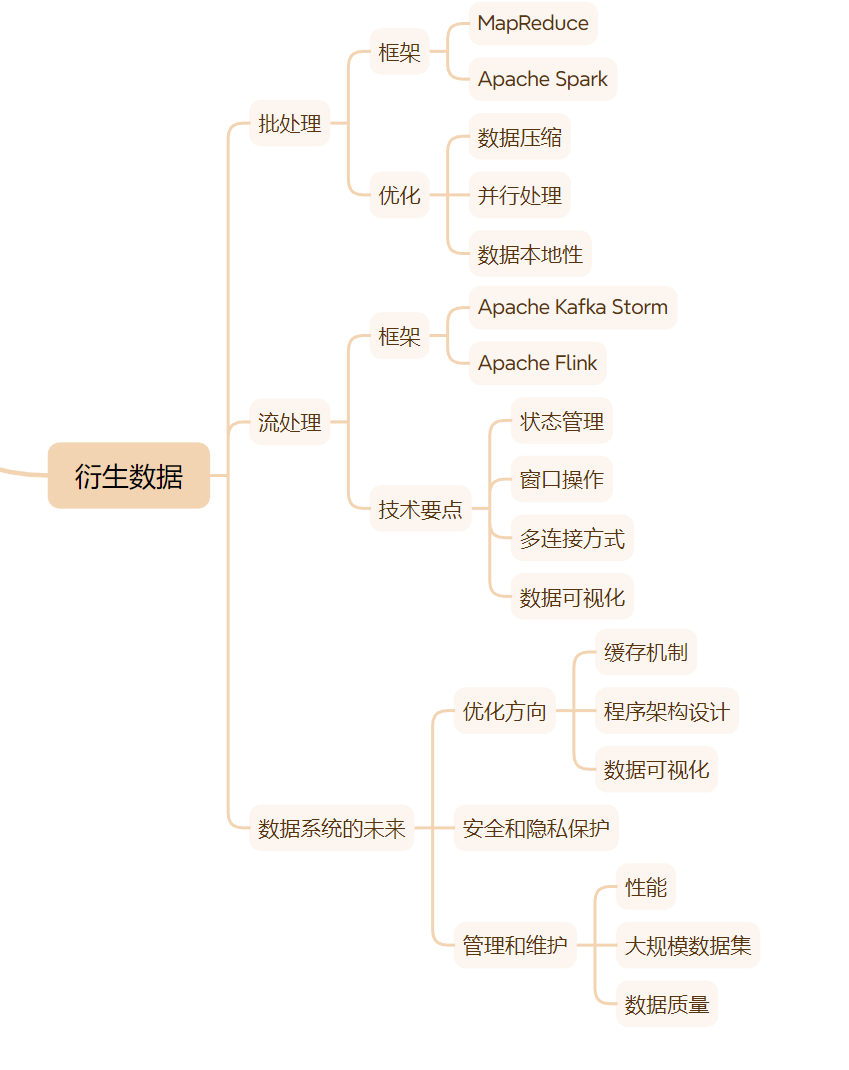 衍生数据
批处理
框架
MapReduce
Apache Spark
优化
数据压缩
并行处理
数据本地性
流处理
框架
Apache Kafka Storm
Apache Flink
技术要点
状态管理
窗口操作
多连接方式
数据可视化
数据系统的未来
优化方向
缓存机制
程序架构设计
数据可视化
安全和隐私保护
管理和维护
性能
大规模数据集
数据质量